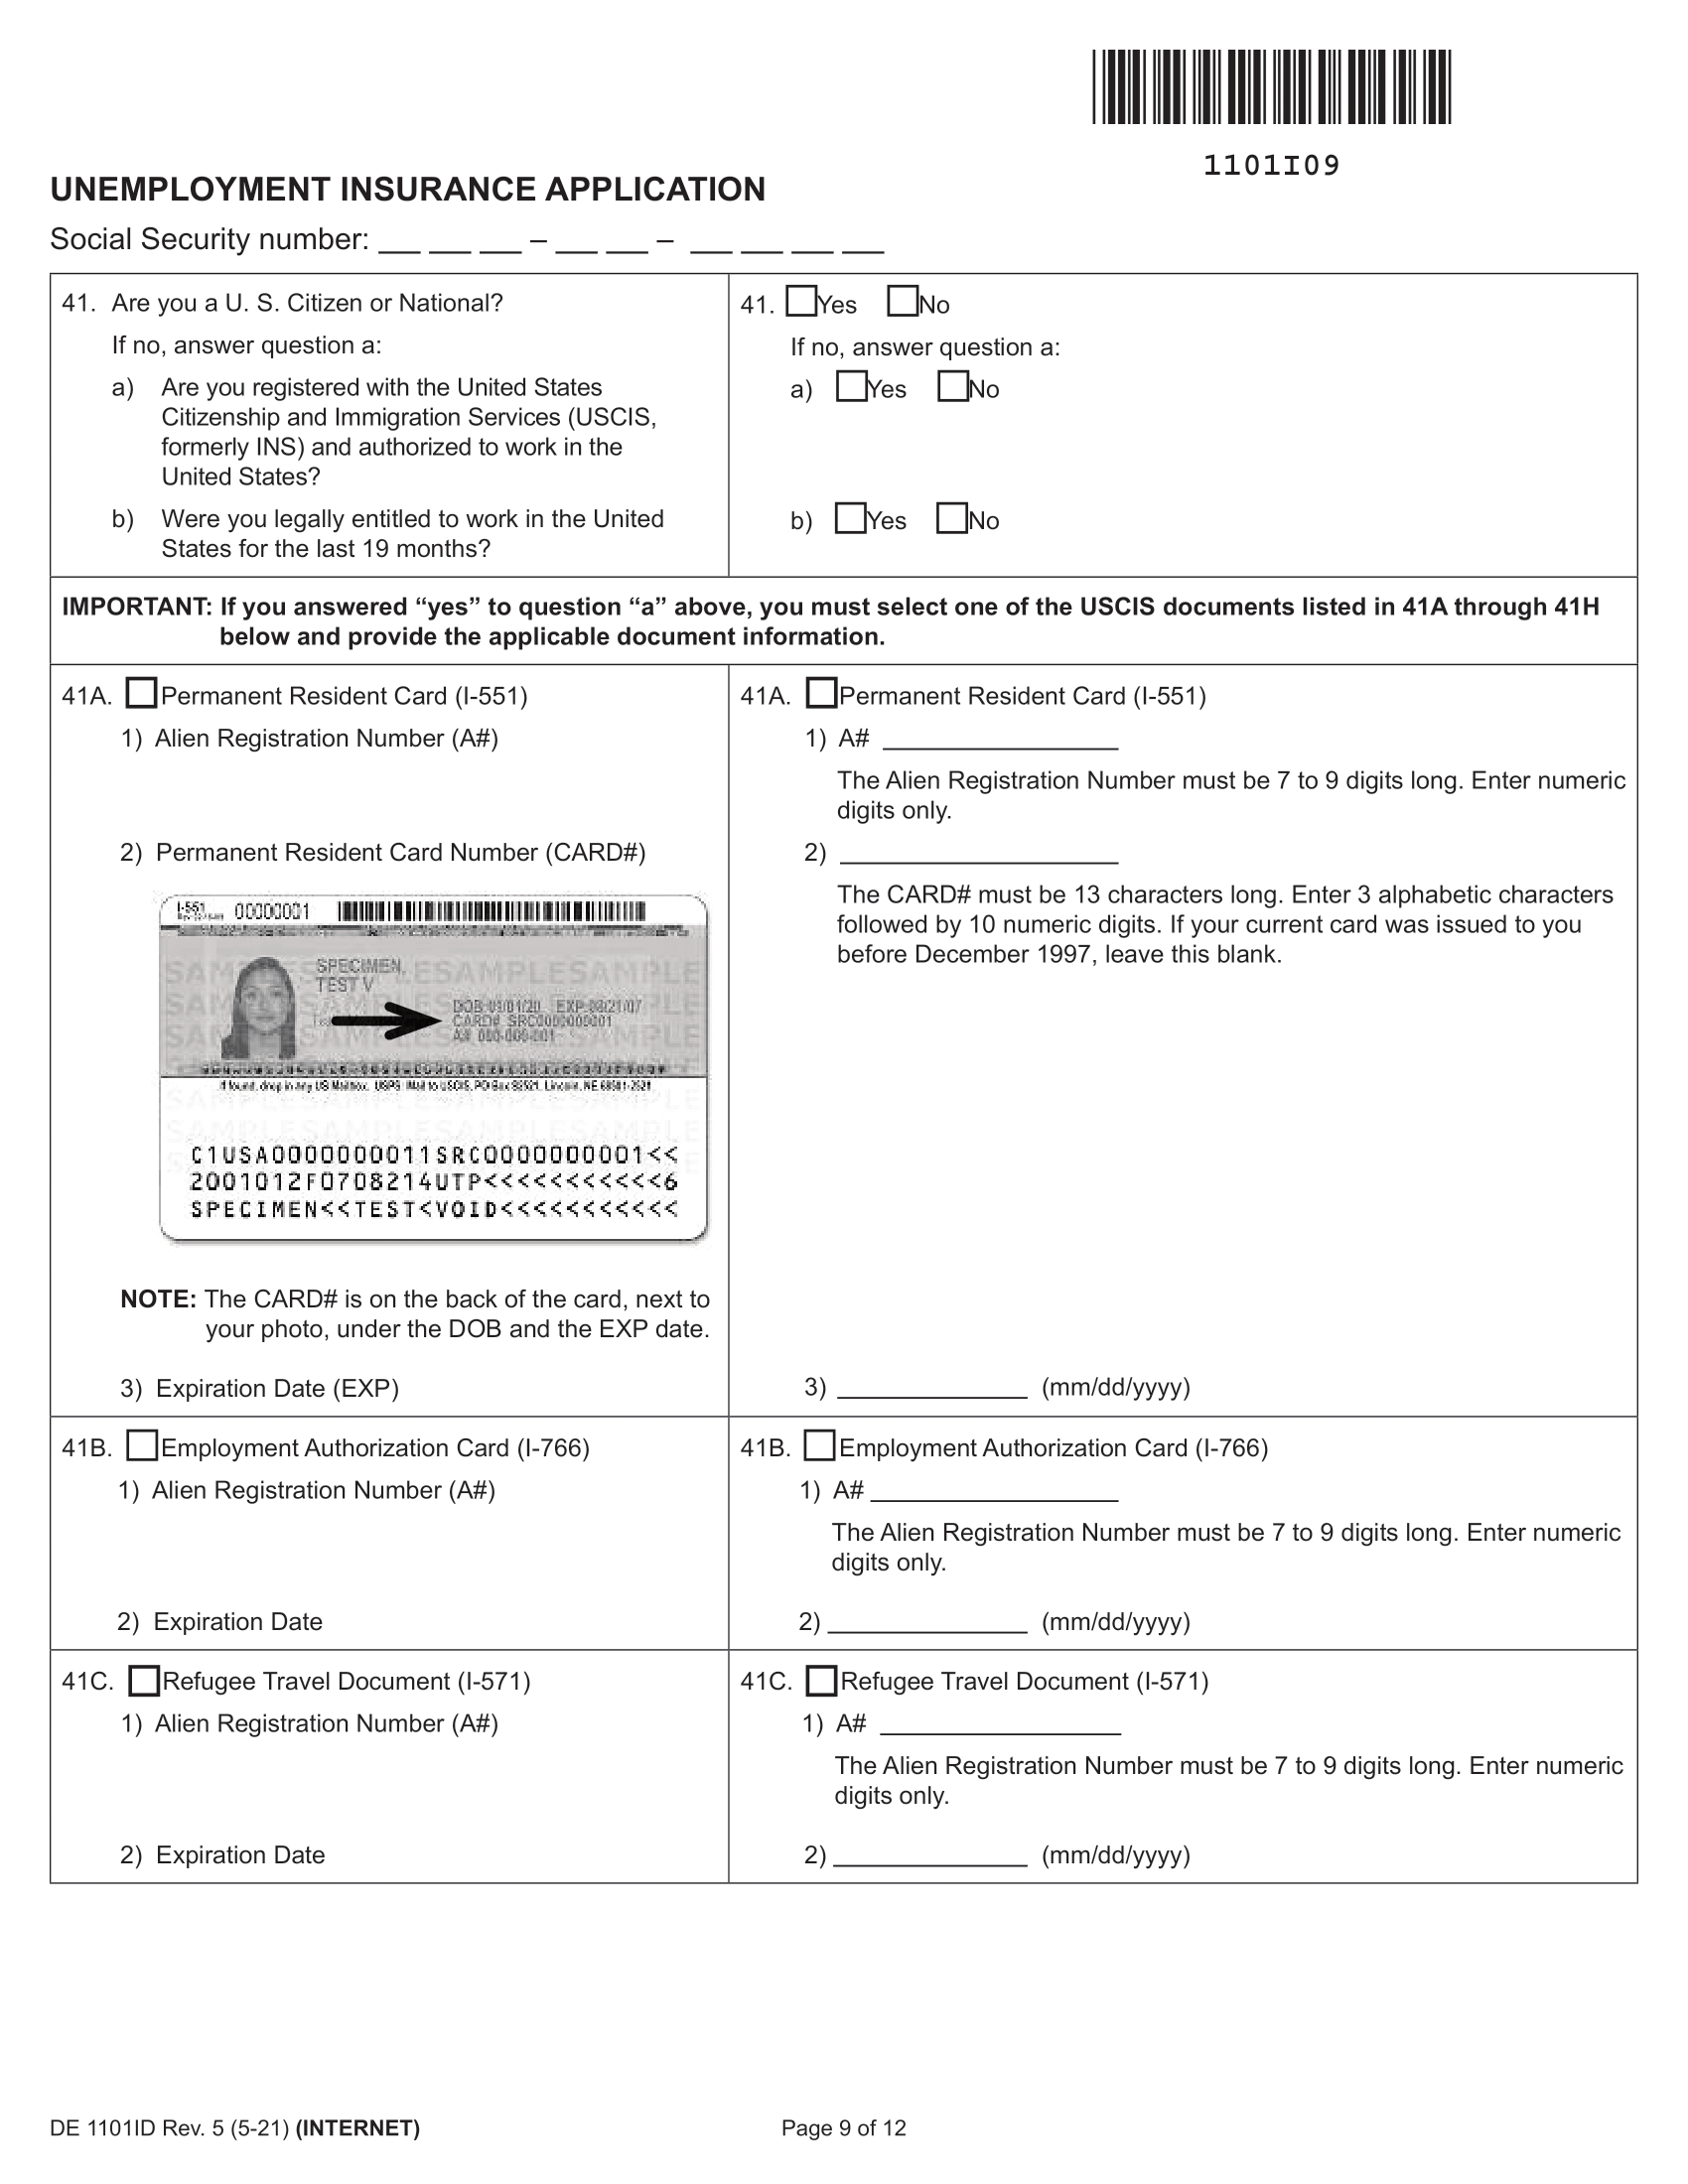 1101I09
UNEMPLOYMENT INSURANCE APPLICATION
Social Security number: ___ ___ ___ – ___ ___ – ___ ___ ___ ___
41. Are you a U. S. Citizen or National?
If no, answer question a:
a) Are you registered with the United States
Citizenship and Immigration Services (USCIS,
formerly INS) and authorized to work in the
United States?
b) Were you legally entitled to work in the United
States for the last 19 months?
41. Yes No
If no, answer question a:
a) Yes No
b) Yes No
IMPORTANT: If you answered “yes” to question “a” above, you must select one of the USCIS documents listed in 41A through 41H
below and provide the applicable document information.
41A. Permanent Resident Card (I-551)
1) Alien Registration Number (A#)
2) Permanent Resident Card Number (CARD#)
I-551
00000001
SPECIMEN,
TEST V
DOB 01/01/20 EXP 08/21/07
CARD# SRC0000000001
A# 000-000-001
If found, drop in any US Mailbox. USPS: Mail to USCIS, PO Box 82521, Lincoln, NE 68501-2521
C1USA0000000011SRC0000000001<<
2001012F0708214UTP<<<<<<<<<<<6
SPECIMEN<<TEST<VOID<<<<<<<<<<<
NOTE: The CARD# is on the back of the card, next to
your photo, under the DOB and the EXP date.
3) Expiration Date (EXP)
41A. Permanent Resident Card (I-551)
1) A# ________________
The Alien Registration Number must be 7 to 9 digits long. Enter numeric
digits only.
2) ___________________
The CARD# must be 13 characters long. Enter 3 alphabetic characters
followed by 10 numeric digits. If your current card was issued to you
before December 1997, leave this blank.
3) _____________ (mm/dd/yyyy)
41B. Employment Authorization Card (I-766)
1) Alien Registration Number (A#)
2) Expiration Date
41B. Employment Authorization Card (I-766)
1) A# _________________
The Alien Registration Number must be 7 to 9 digits long. Enter numeric
digits only.
2) ______________ (mm/dd/yyyy)
41C. Refugee Travel Document (I-571)
1) Alien Registration Number (A#)
2) Expiration Date
41C. Refugee Travel Document (I-571)
1) A# ________________
The Alien Registration Number must be 7 to 9 digits long. Enter numeric
digits only.
2) ______________ (mm/dd/yyyy)
DE 1101ID Rev. 5 (5-21) (INTERNET)
Page 9 of 12